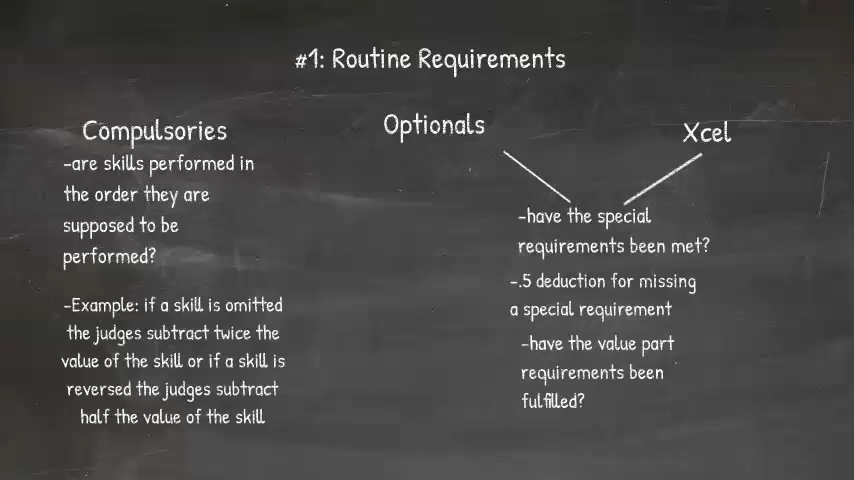 #1: Routine Requirements
Compulsories
-are skills performed in
the order they are
supposed to be
performed?
-Example: if a skill is omitted
the judges subtract twice the
value of the skill or if a skill is
reversed the judges subtract
half the value of the skill
Optionals
Xcel
-have the special
requirements been met?
-.5 deduction for missing
a special requirement
-have the value part
requirements been
fulfilled?